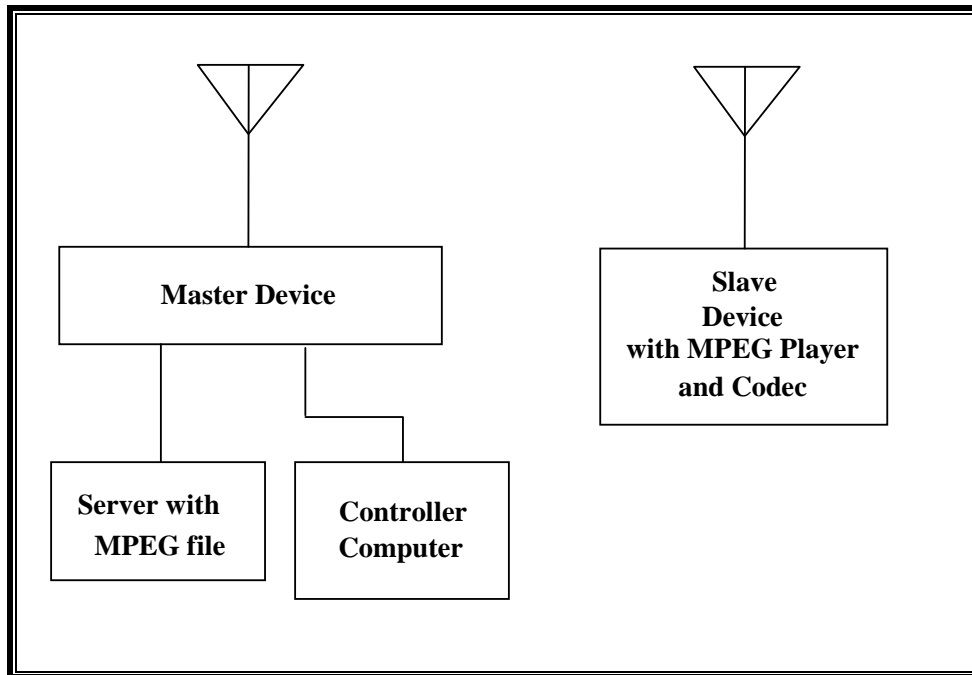 Master Device
Slave
Device
with MPEG Player
and Codec
Server with
MPEG file
Controller
Computer